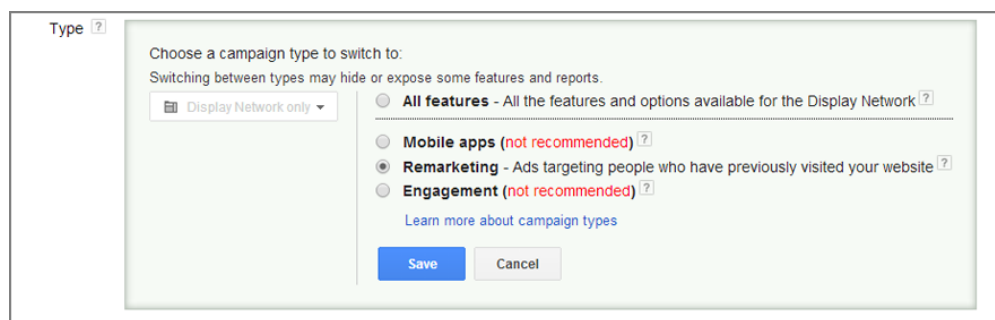 Type ?
Choose a campaign type to switch to:
Switching between types may hide or expose some features and reports.
Display Network only
All features - All the features and options available for the Display Network ?
Mobile apps (not recommended) ?
Remarketing - Ads targeting people who have previously visited your website ?
Engagement (not recommended) ?
Learn more about campaign types
Save Cancel